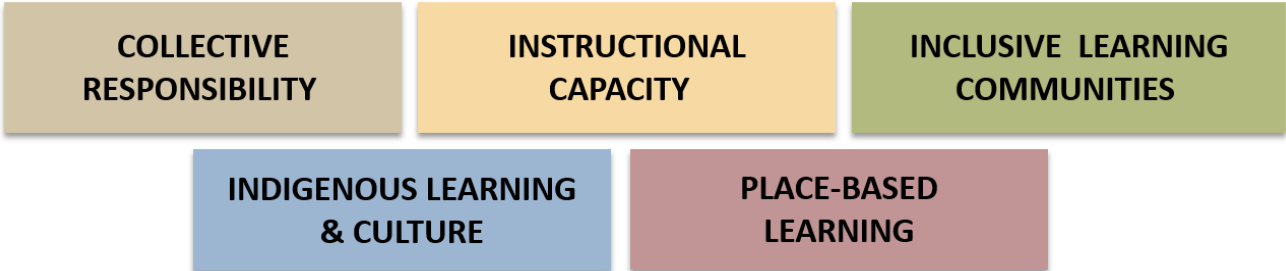 COLLECTIVE
RESPONSIBILITY
INSTRUCTIONAL
CAPACITY
INCLUSIVE LEARNING
COMMUNITIES
INDIGENOUS LEARNING
& CULTURE
PLACE-BASED
LEARNING